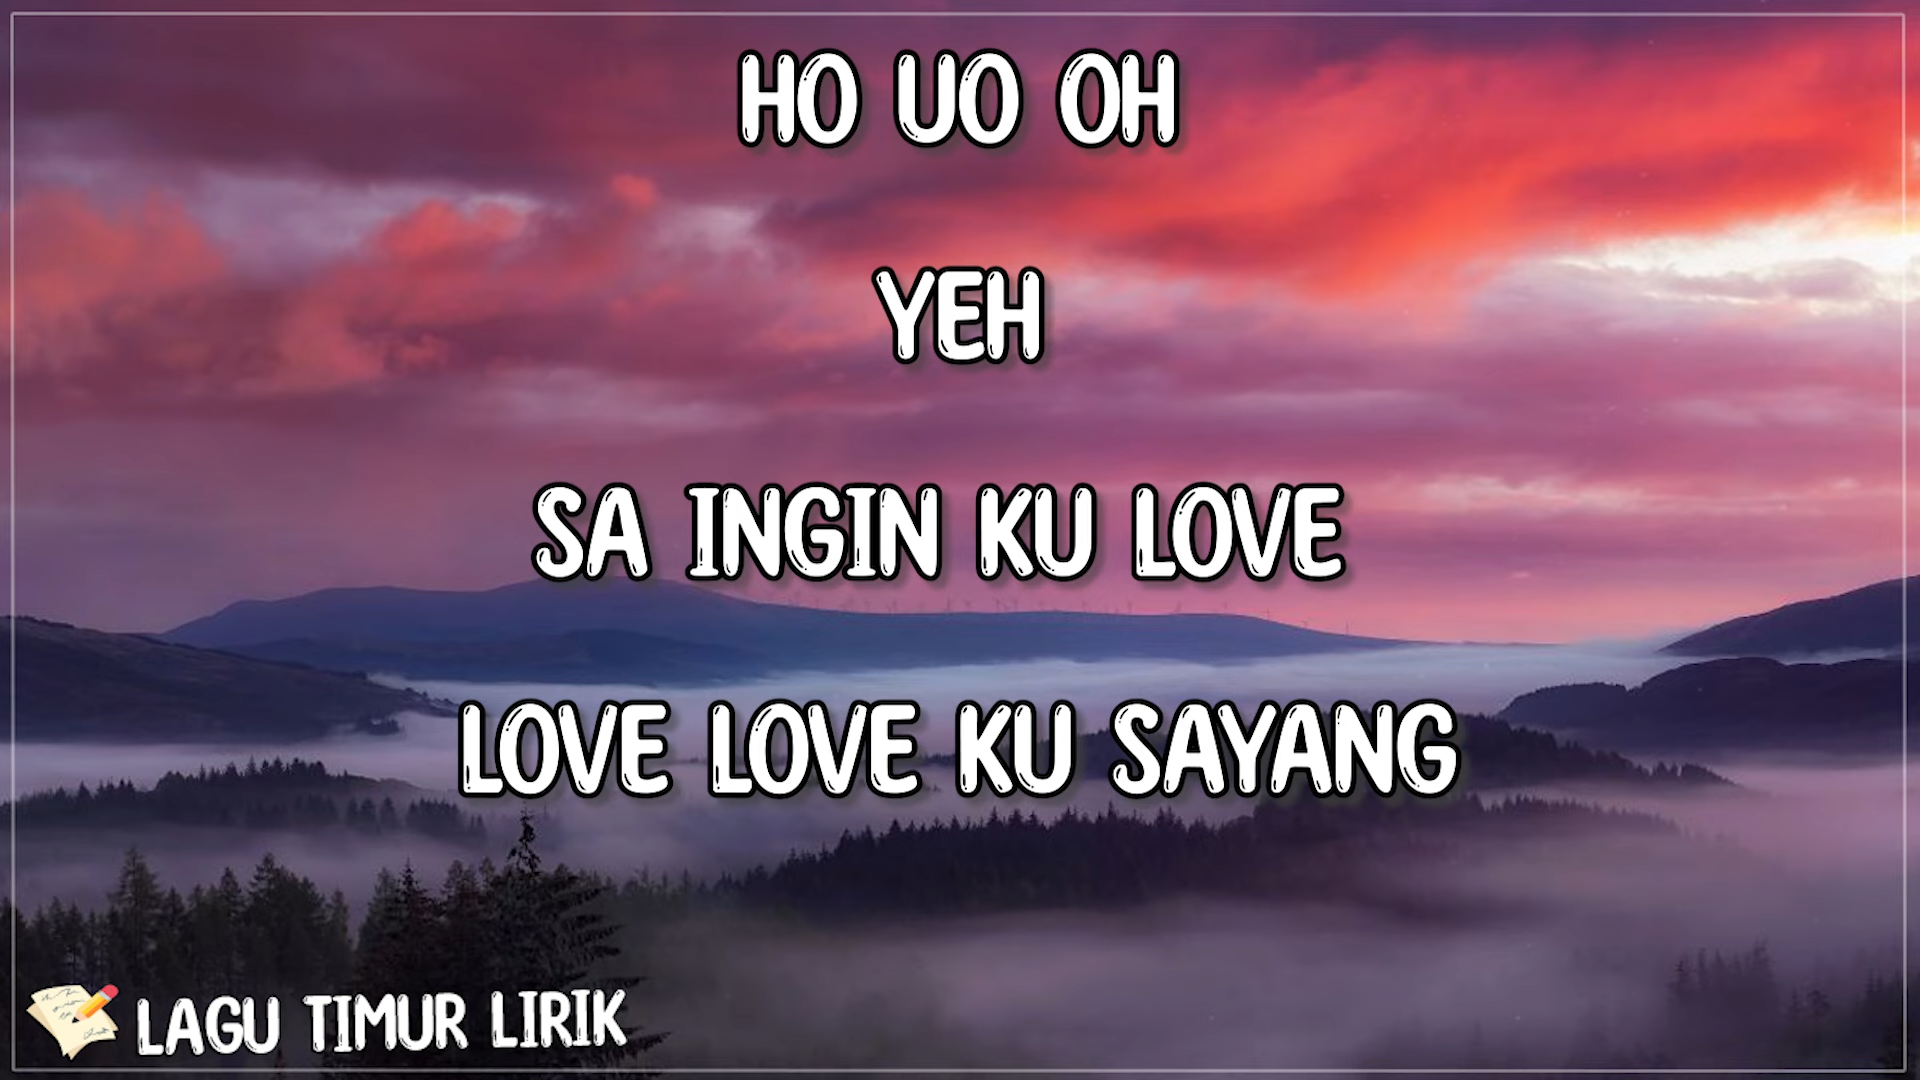 HO UO OH
YEH
SA INGIN KU LOVE
LOVE LOVE KU SAYANG
LAGU TIMUR LIRIK